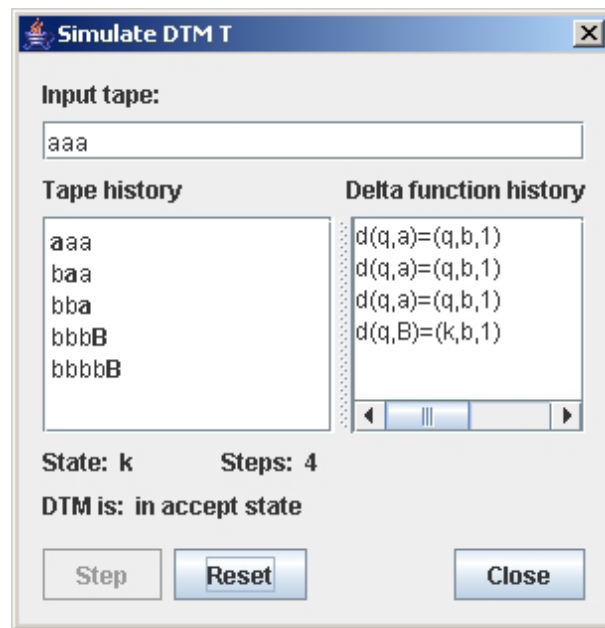 Simulate DTM T
Input tape:
aaa
Tape history
aaa
baa
bba
bbbB
bbbbB
Delta function history
d(q,a)=(q,b,1)
d(q,a)=(q,b,1)
d(q,a)=(q,b,1)
d(q,B)=(k,b,1)
State: k Steps: 4
DTM is: in accept state
Step Reset Close